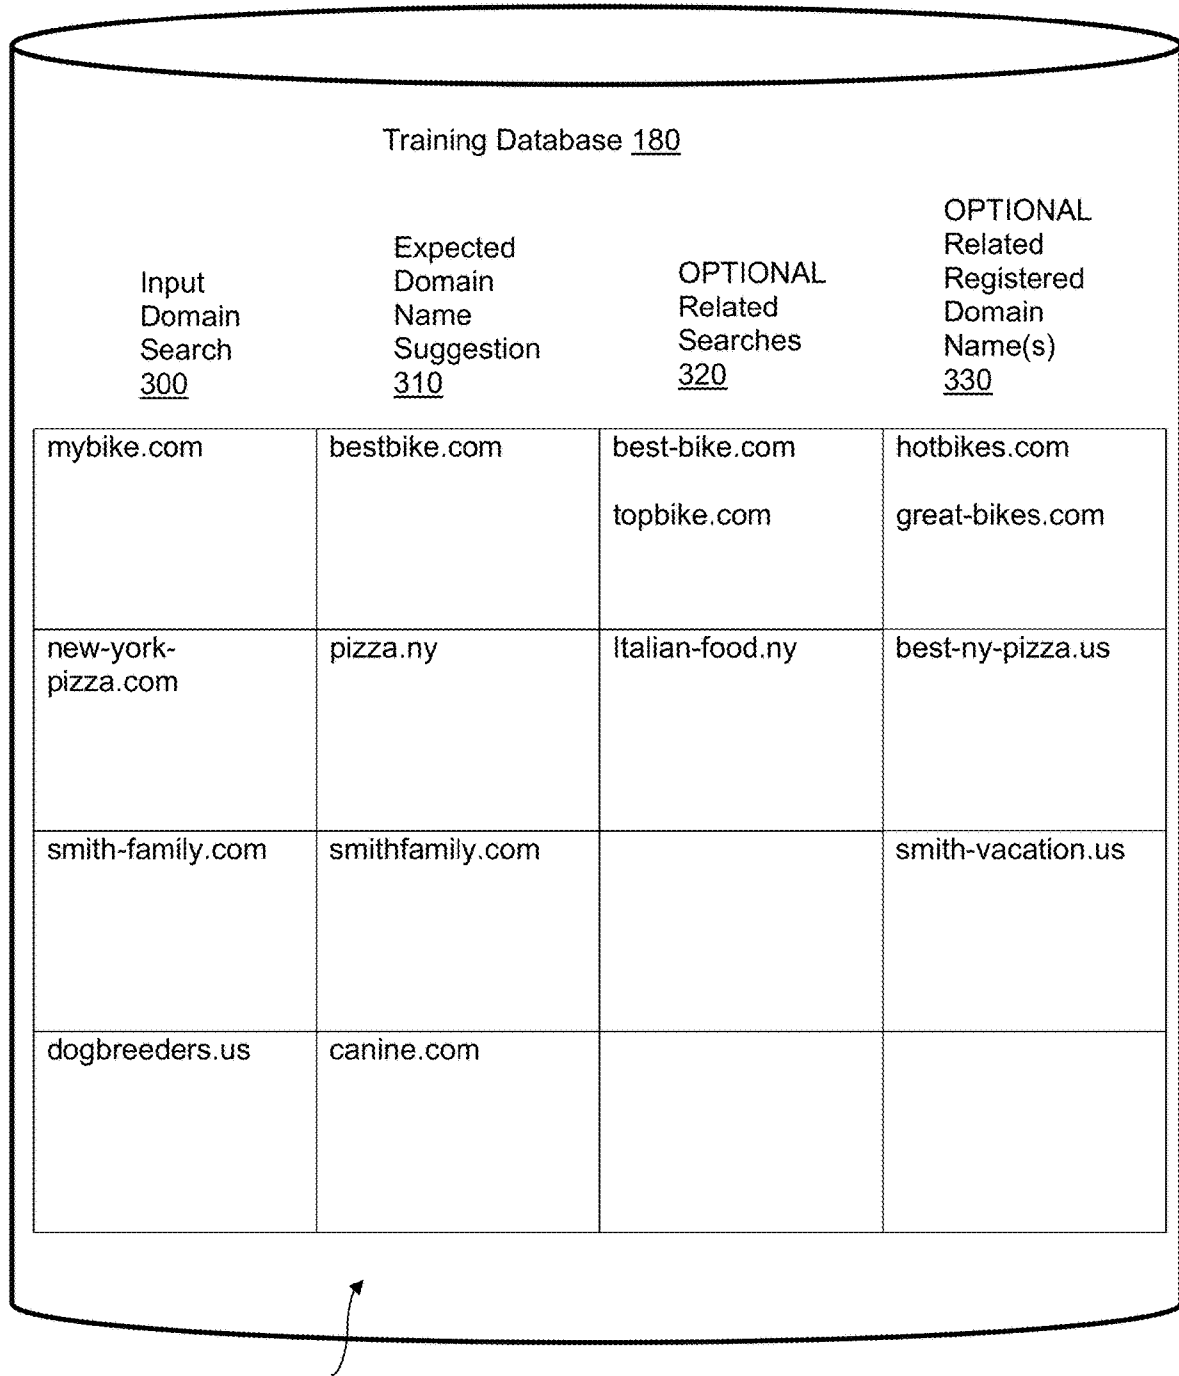 Training Database 180
Input
Domain
Search
300
Expected
Domain
Name
Suggestion
310
OPTIONAL
Related
Searches
320
OPTIONAL
Related
Registered
Domain
Name(s)
330
mybike.com
bestbike.com
best-bike.com
topbike.com
hotbikes.com
great-bikes.com
new-york-
pizza.com
pizza.ny
Italian-food.ny
best-ny-pizza.us
smith-family.com
smithfamily.com
smith-vacation.us
dogbreeders.us
canine.com